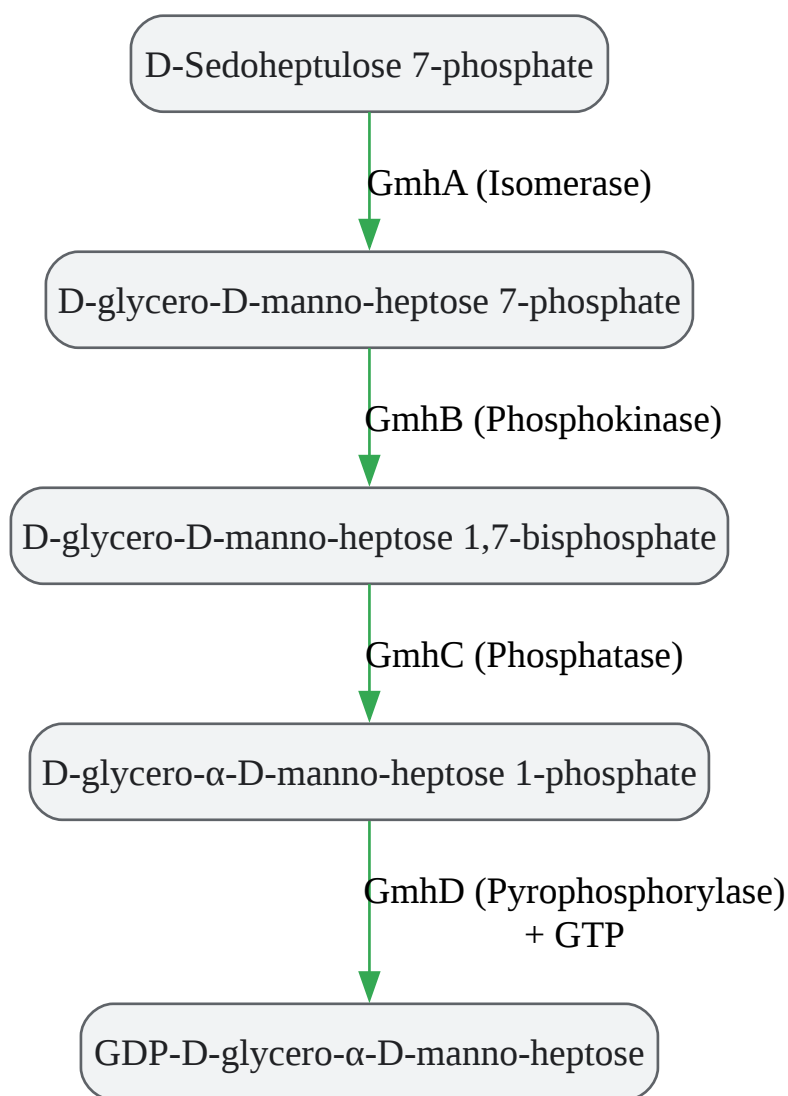 D-Sedoheptulose 7-phosphate
GmhA (Isomerase)
D-glycero-D-manno-heptose 7-phosphate
GmhB (Phosphokinase)
D-glycero-D-manno-heptose 1,7-bisphosphate
GmhC (Phosphatase)
D-glycero-α-D-manno-heptose 1-phosphate
GmhD (Pyrophosphorylase)
+ GTP
GDP-D-glycero-α-D-manno-heptose